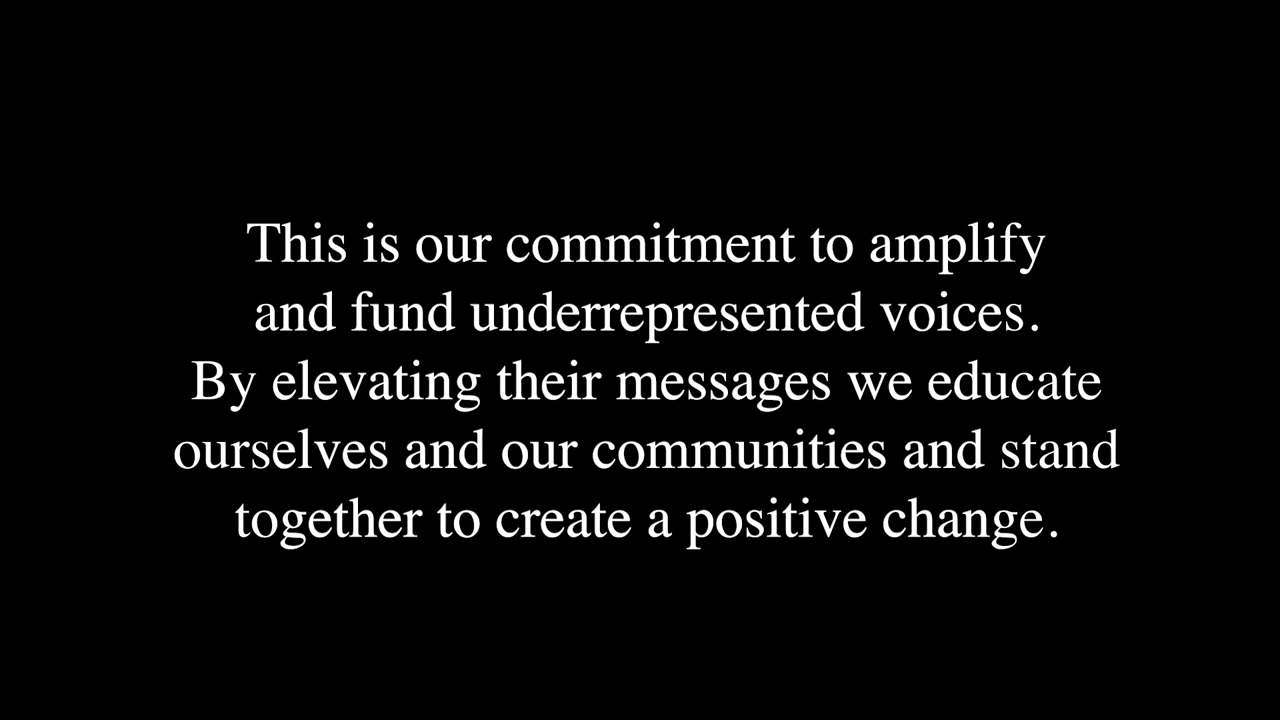 This is our commitment to amplify
and fund underrepresented voices.
By elevating their messages we educate
ourselves and our communities and stand
together to create a positive change.